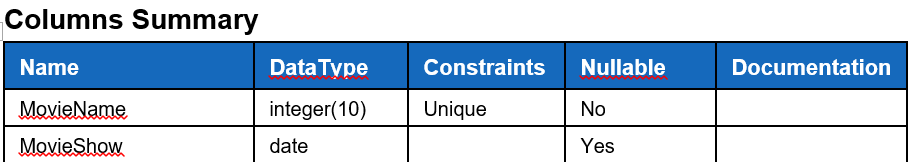 Columns Summary
Name DataType Constraints Nullable Documentation
MovieName integer(10) Unique No
MovieShow date Yes